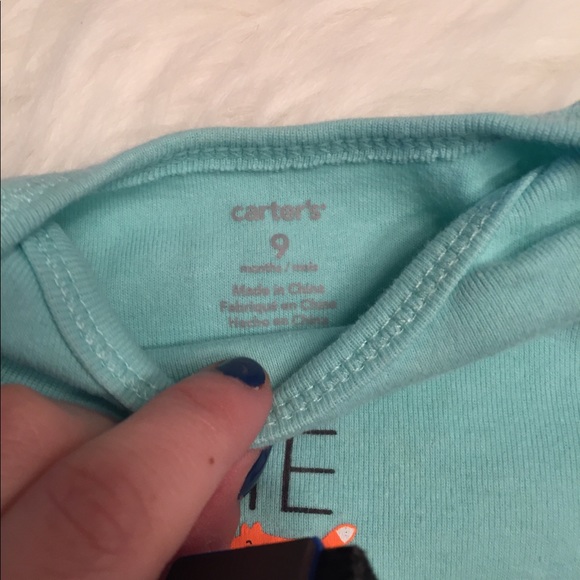 carter's
9
months / mois
Made in China
Fabriqué en Chine
Hecho en China